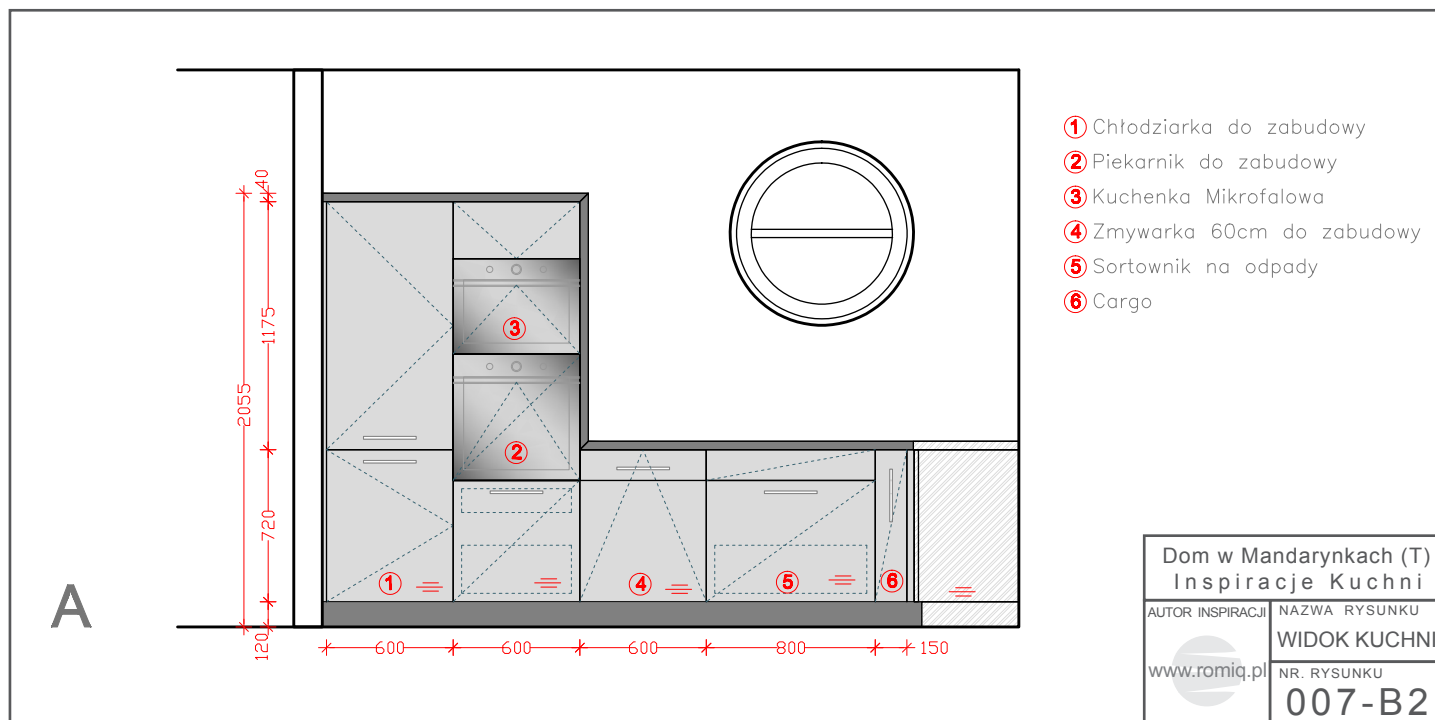 1 Chłodziarka do zabudowy
2 Piekarnik do zabudowy
3 Kuchenka Mikrofalowa
4 Zmywarka 60cm do zabudowy
5 Sortownik na odpady
6 Cargo
40
1175
2055
720
120
3
2
1
4
5
6
600
600
600
800
150
A
Dom w Mandarynkach (T)
Inspiracje Kuchni
AUTOR INSPIRACJI
www.romiq.pl
NAZWA RYSUNKU
WIDOK KUCHNI
NR. RYSUNKU
007-B2